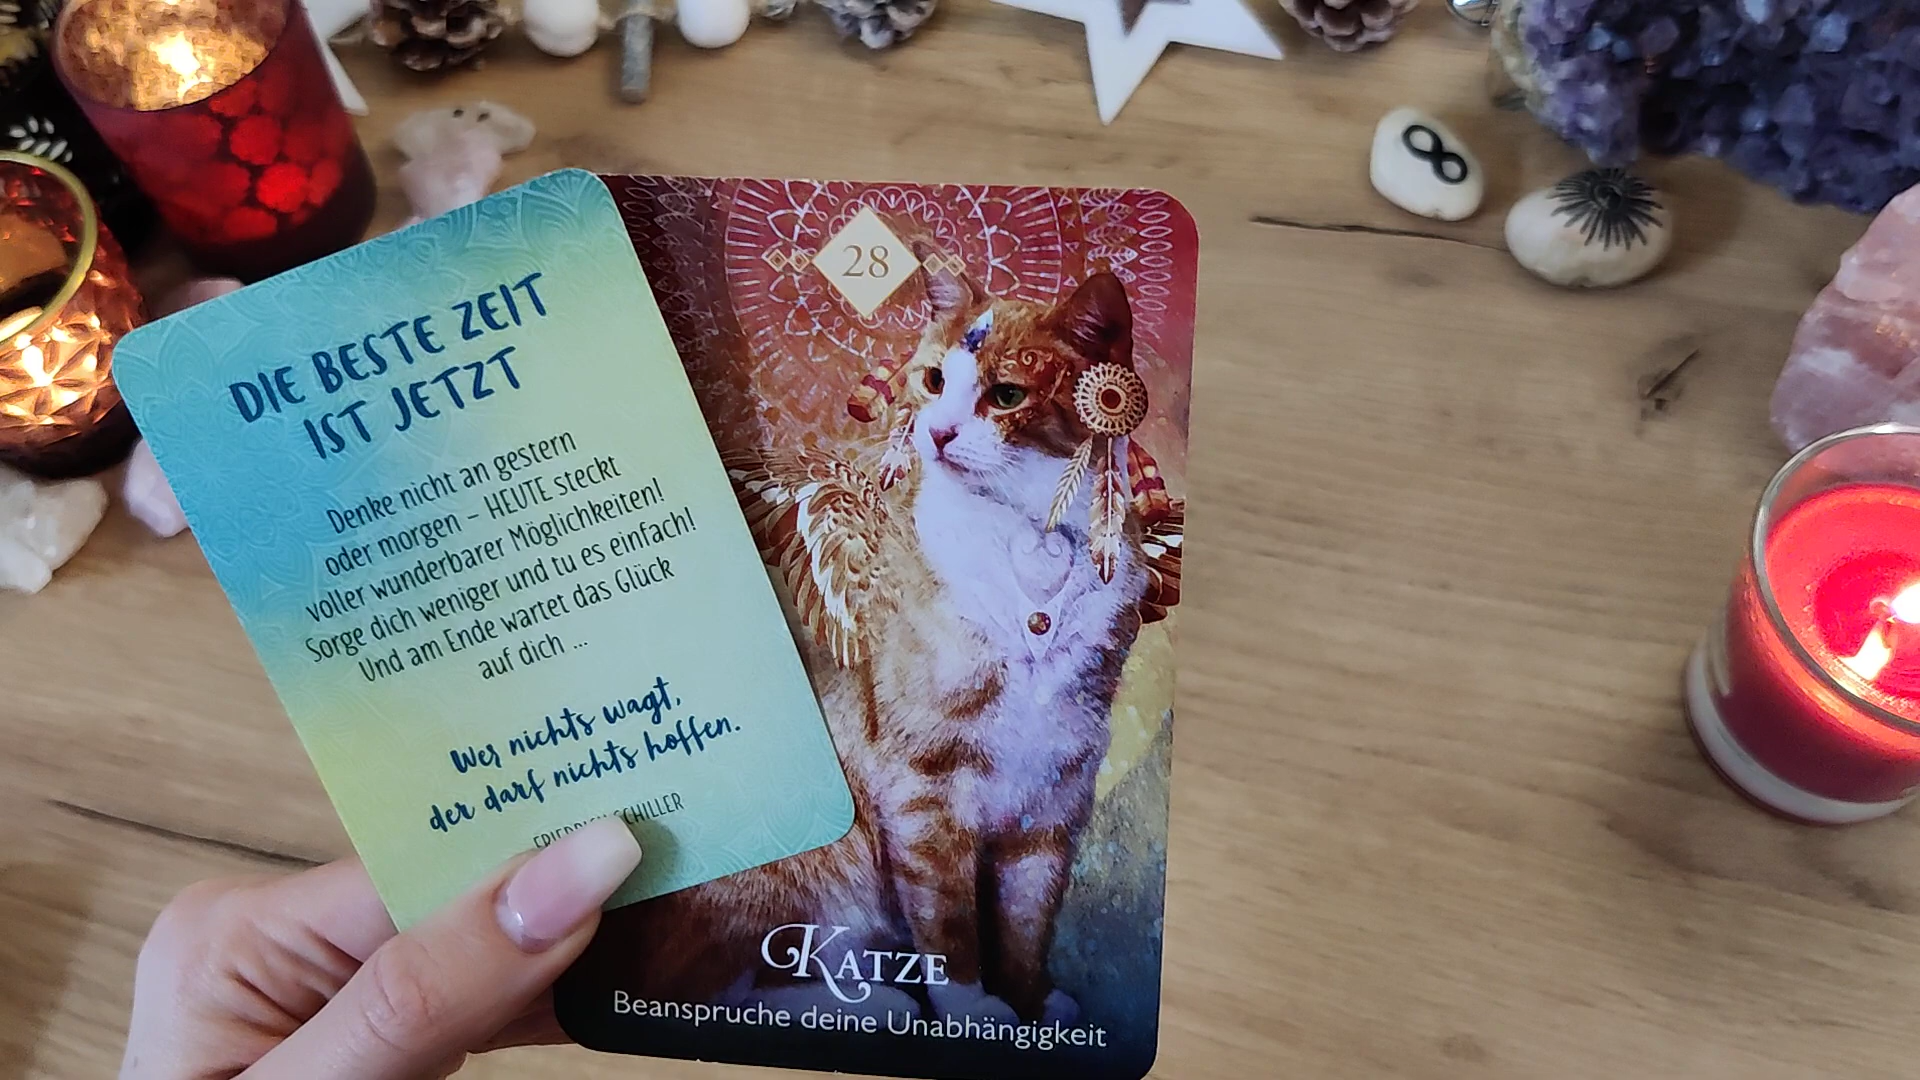 DIE BESTE ZEIT
IST JETZT
Denke nicht an gestern
oder morgen – HEUTE steckt
voller wunderbarer Möglichkeiten!
Sorge dich weniger und tu es einfach!
Und am Ende wartet das Glück
auf dich ...
Wer nichts wagt,
der darf nichts hoffen.
FRIEDRICH SCHILLER
28
KATZE
Beanspruche deine Unabhängigkeit